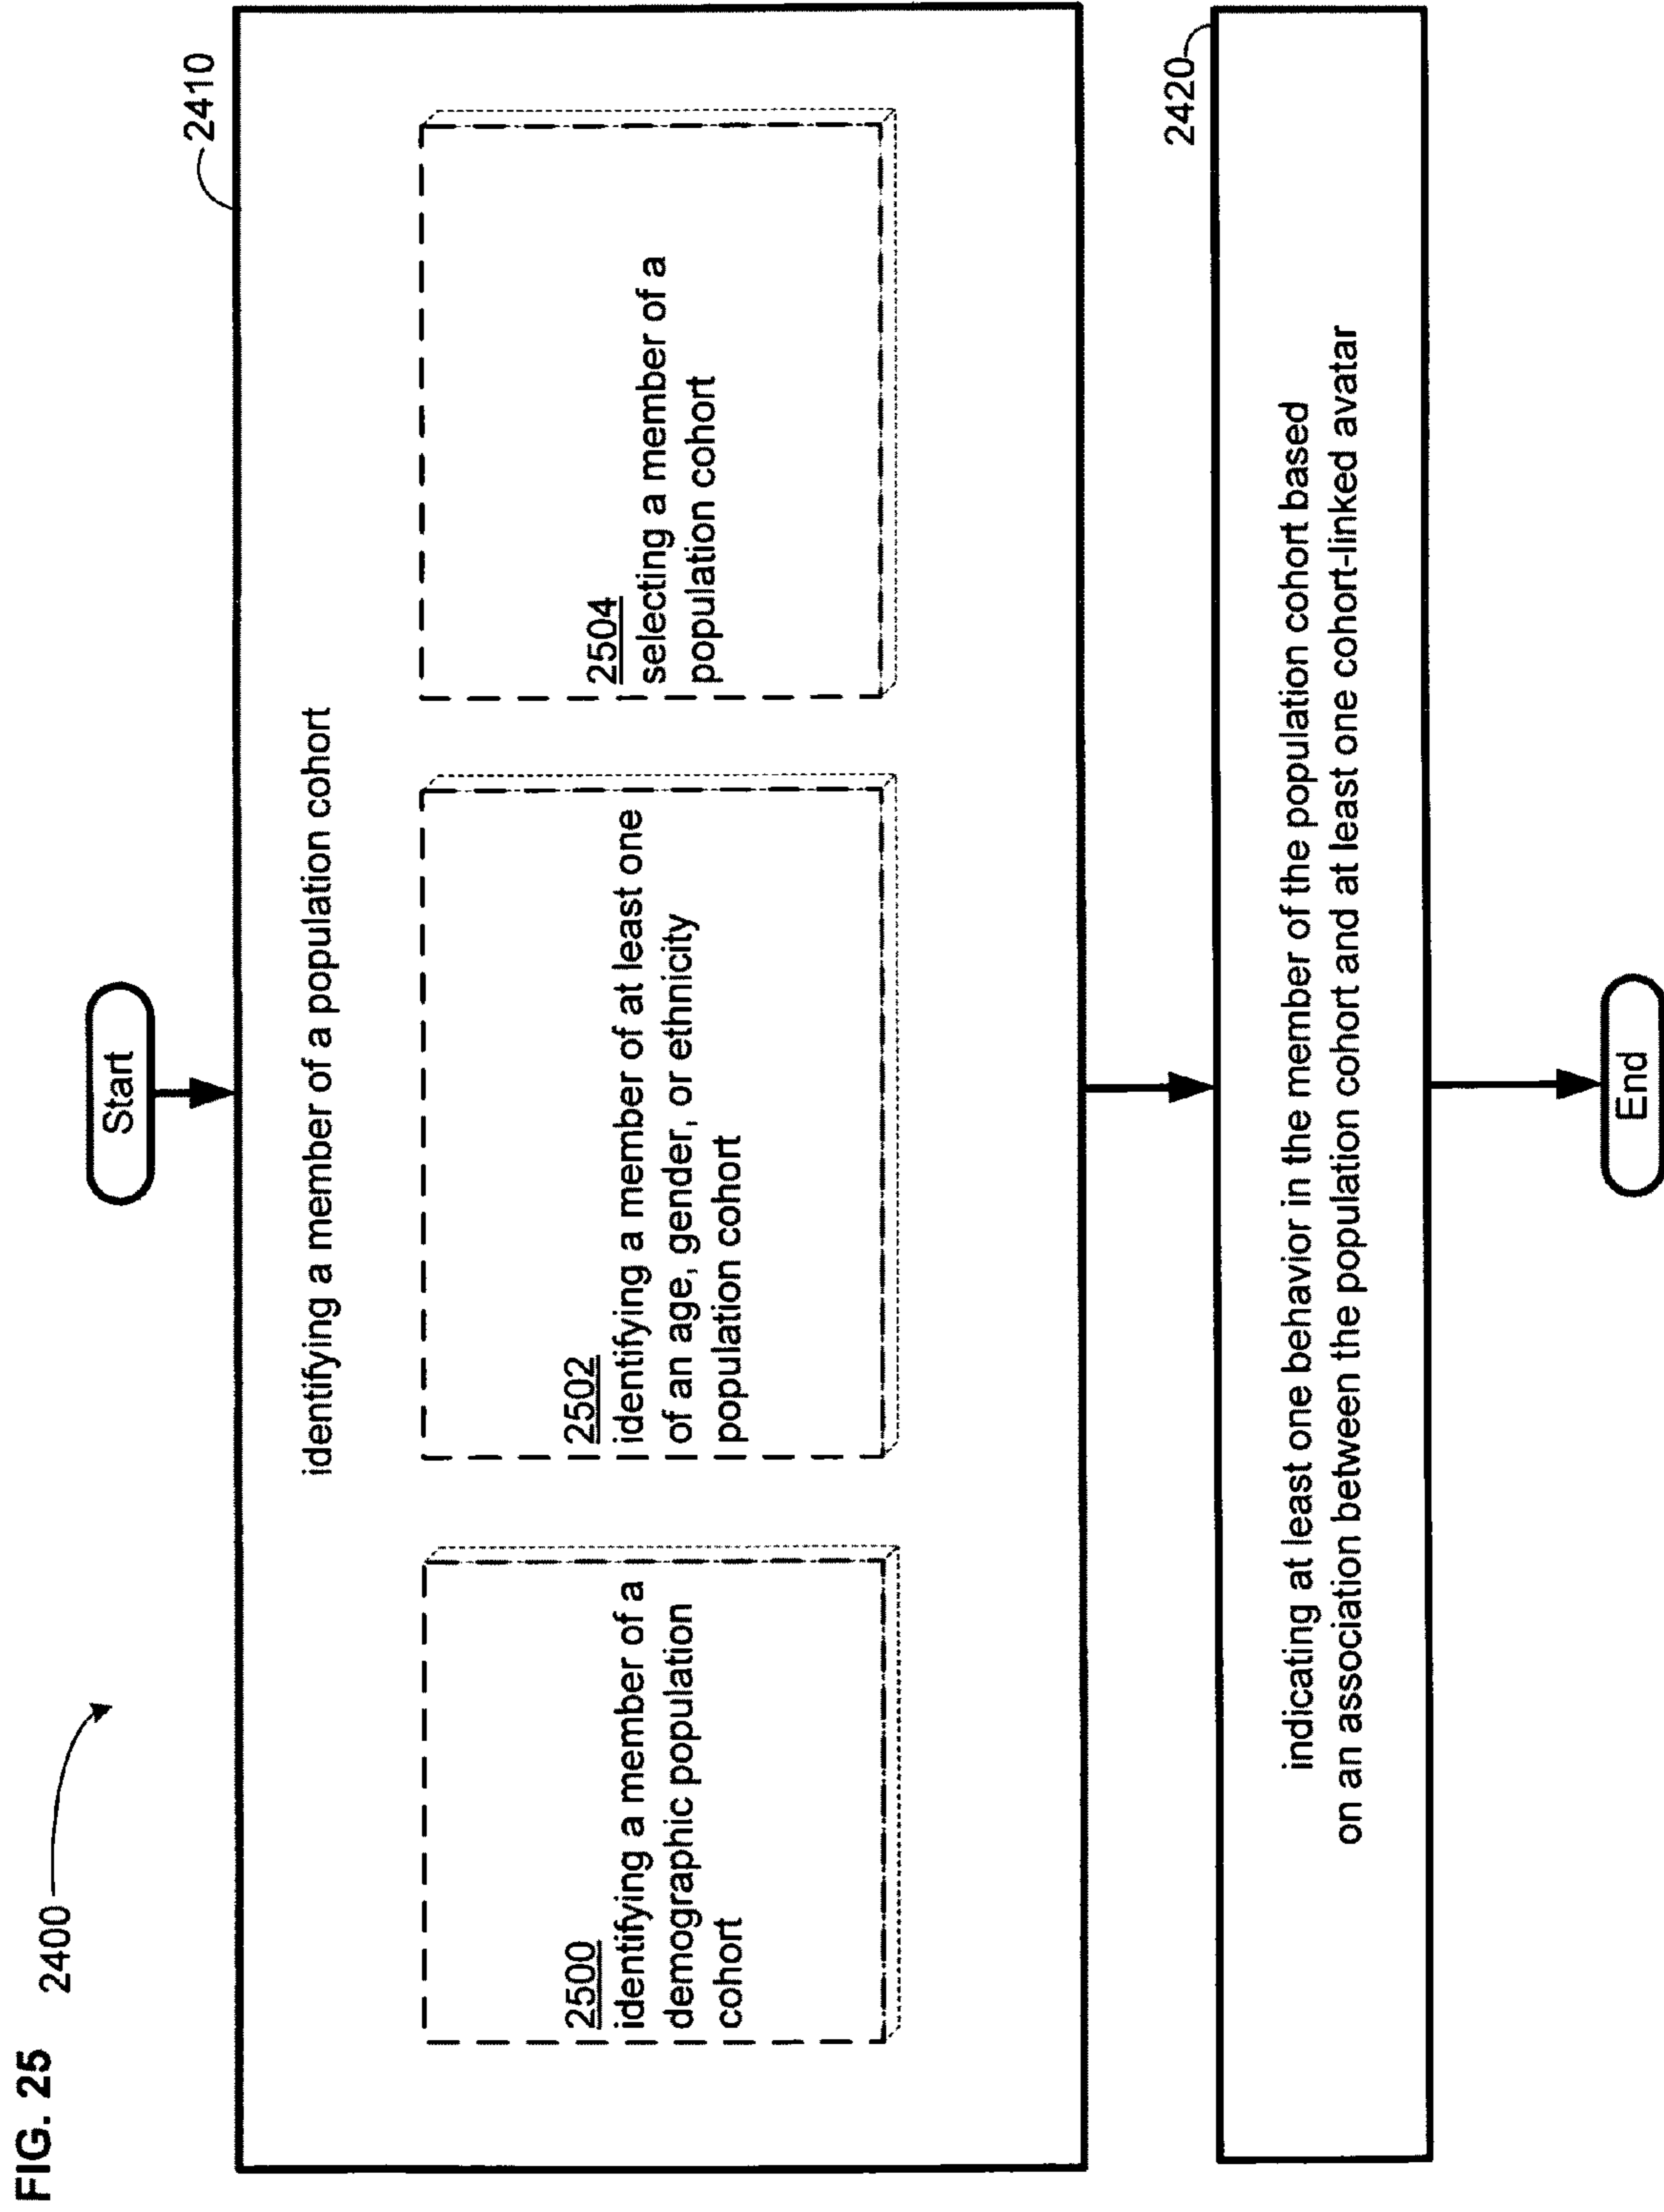 FIG. 25
2400
Start
2410
identifying a member of a population cohort
2500
identifying a member of a
demographic population
cohort
2502
identifying a member of at least one
of an age, gender, or ethnicity
population cohort
2504
selecting a member of a
population cohort
2420
indicating at least one behavior in the member of the population cohort based
on an association between the population cohort and at least one cohort-linked avatar
End